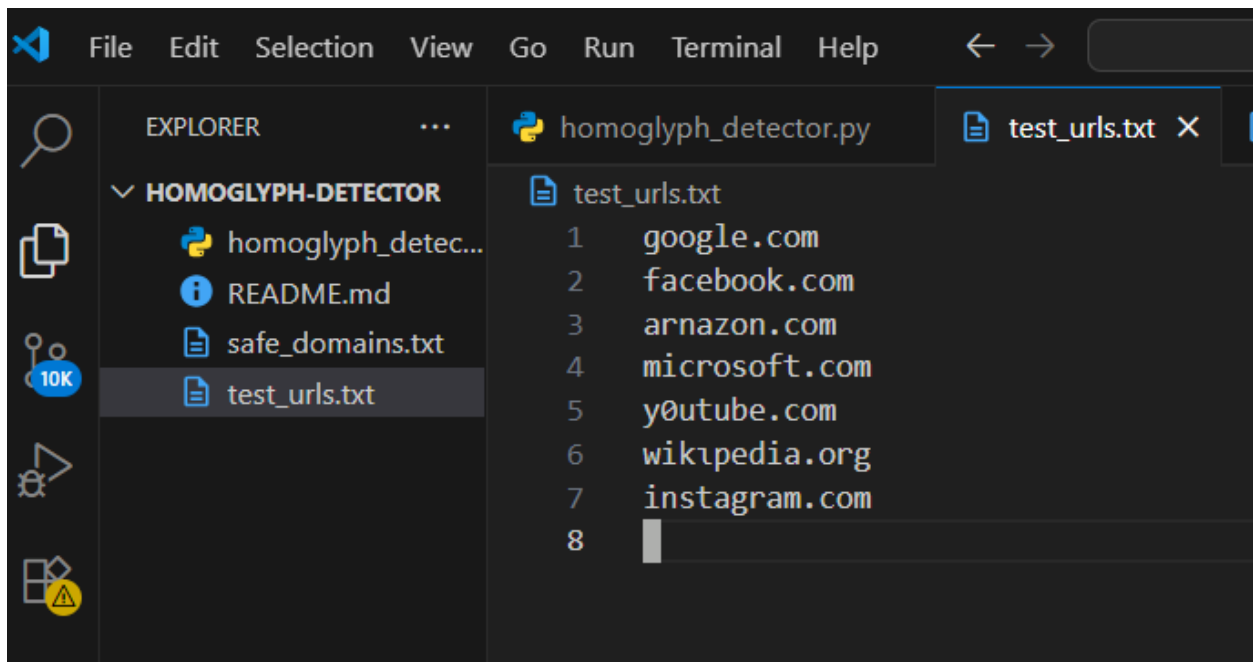 File Edit Selection View Go Run Terminal Help
EXPLORER ...
HOMOGLYPH-DETECTOR
homoglyph_detec...
README.md
safe_domains.txt
test_urls.txt
10K
homoglyph_detector.py
test_urls.txt
test_urls.txt
1 google.com
2 facebook.com
3 arnazon.com
4 microsoft.com
5 y0utube.com
6 wikιpedia.org
7 instagram.com
8